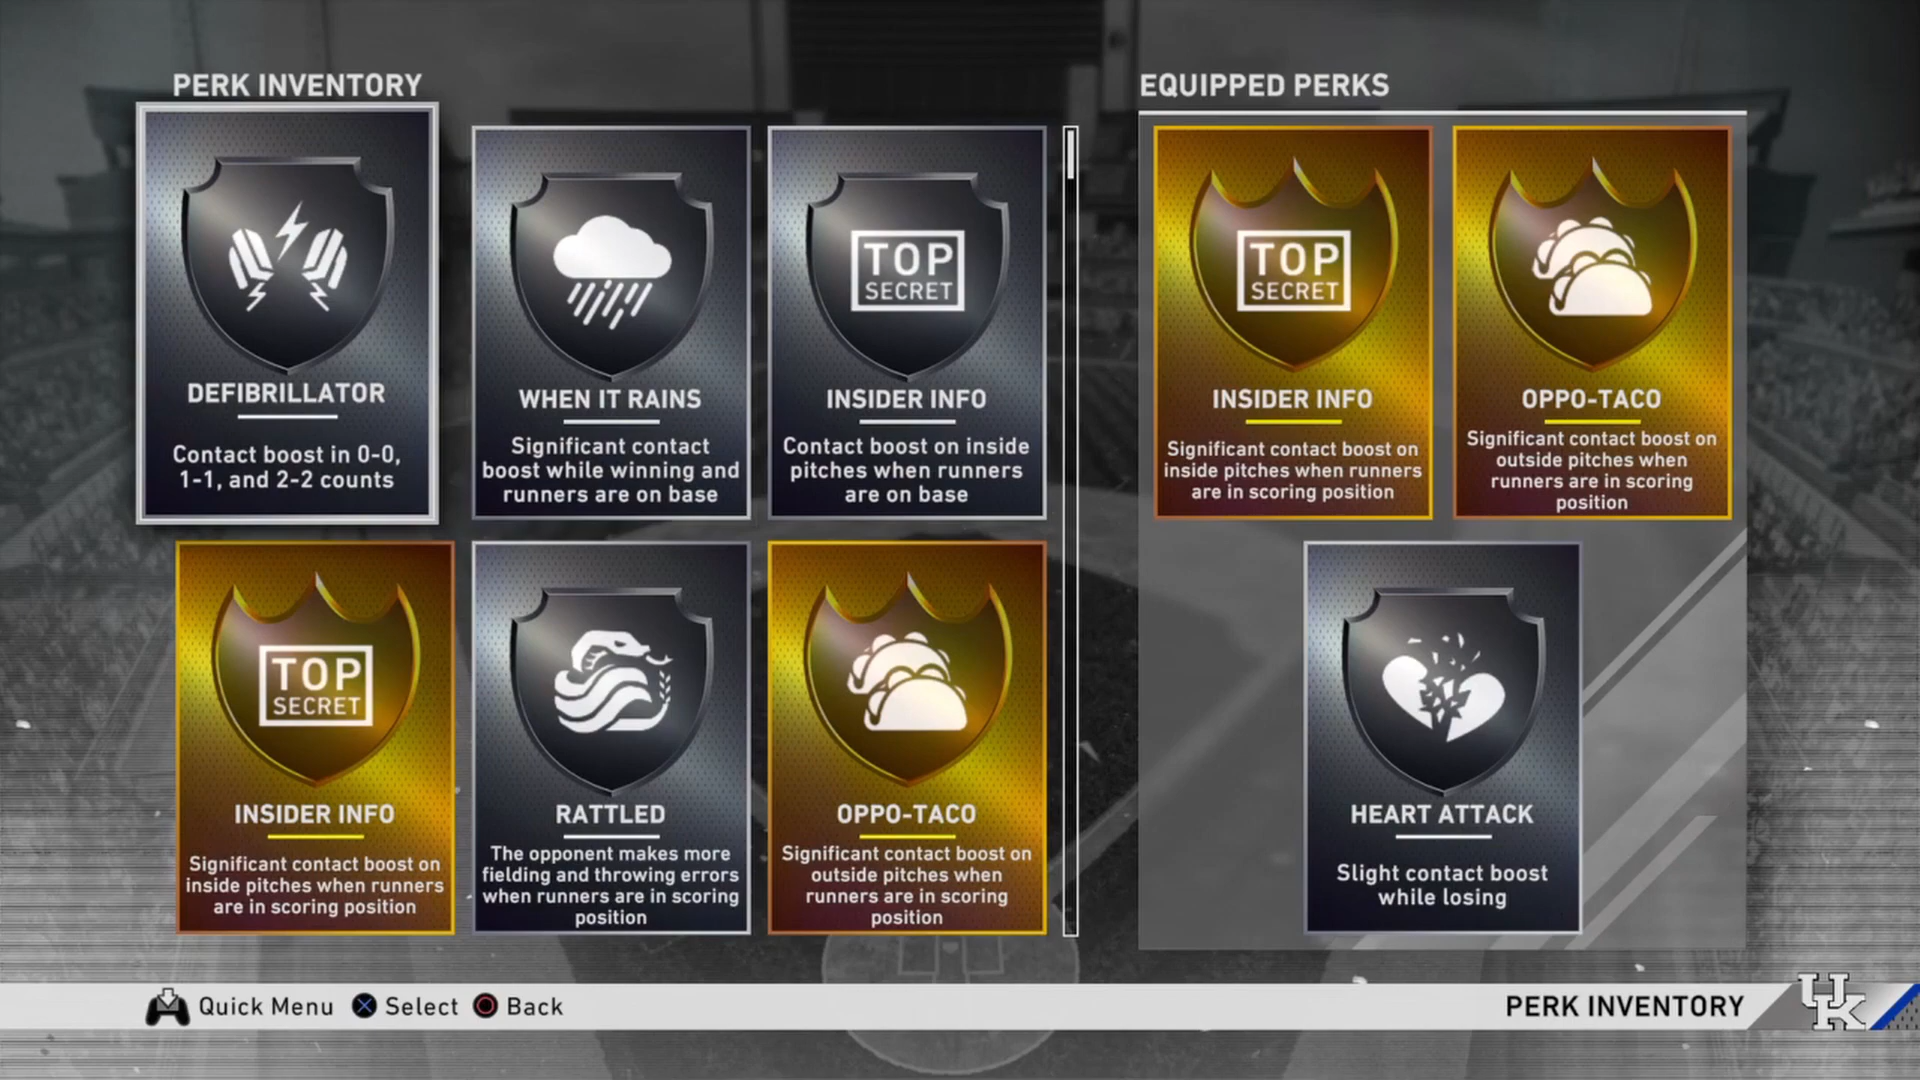 PERK INVENTORY
DEFIBRILLATOR
Contact boost in 0-0,
1-1, and 2-2 counts
WHEN IT RAINS
Significant contact
boost while winning and
runners are on base
TOP
SECRET
INSIDER INFO
Contact boost on inside
pitches when runners
are on base
TOP
SECRET
INSIDER INFO
Significant contact boost on
inside pitches when runners
are in scoring position
RATTLED
The opponent makes more
fielding and throwing errors
when runners are in scoring
position
OPPO-TACO
Significant contact boost on
outside pitches when
runners are in scoring
position
EQUIPPED PERKS
TOP
SECRET
INSIDER INFO
Significant contact boost on
inside pitches when runners
are in scoring position
OPPO-TACO
Significant contact boost on
outside pitches when
runners are in scoring
position
HEART ATTACK
Slight contact boost
while losing
Quick Menu Select Back
PERK INVENTORY
UK